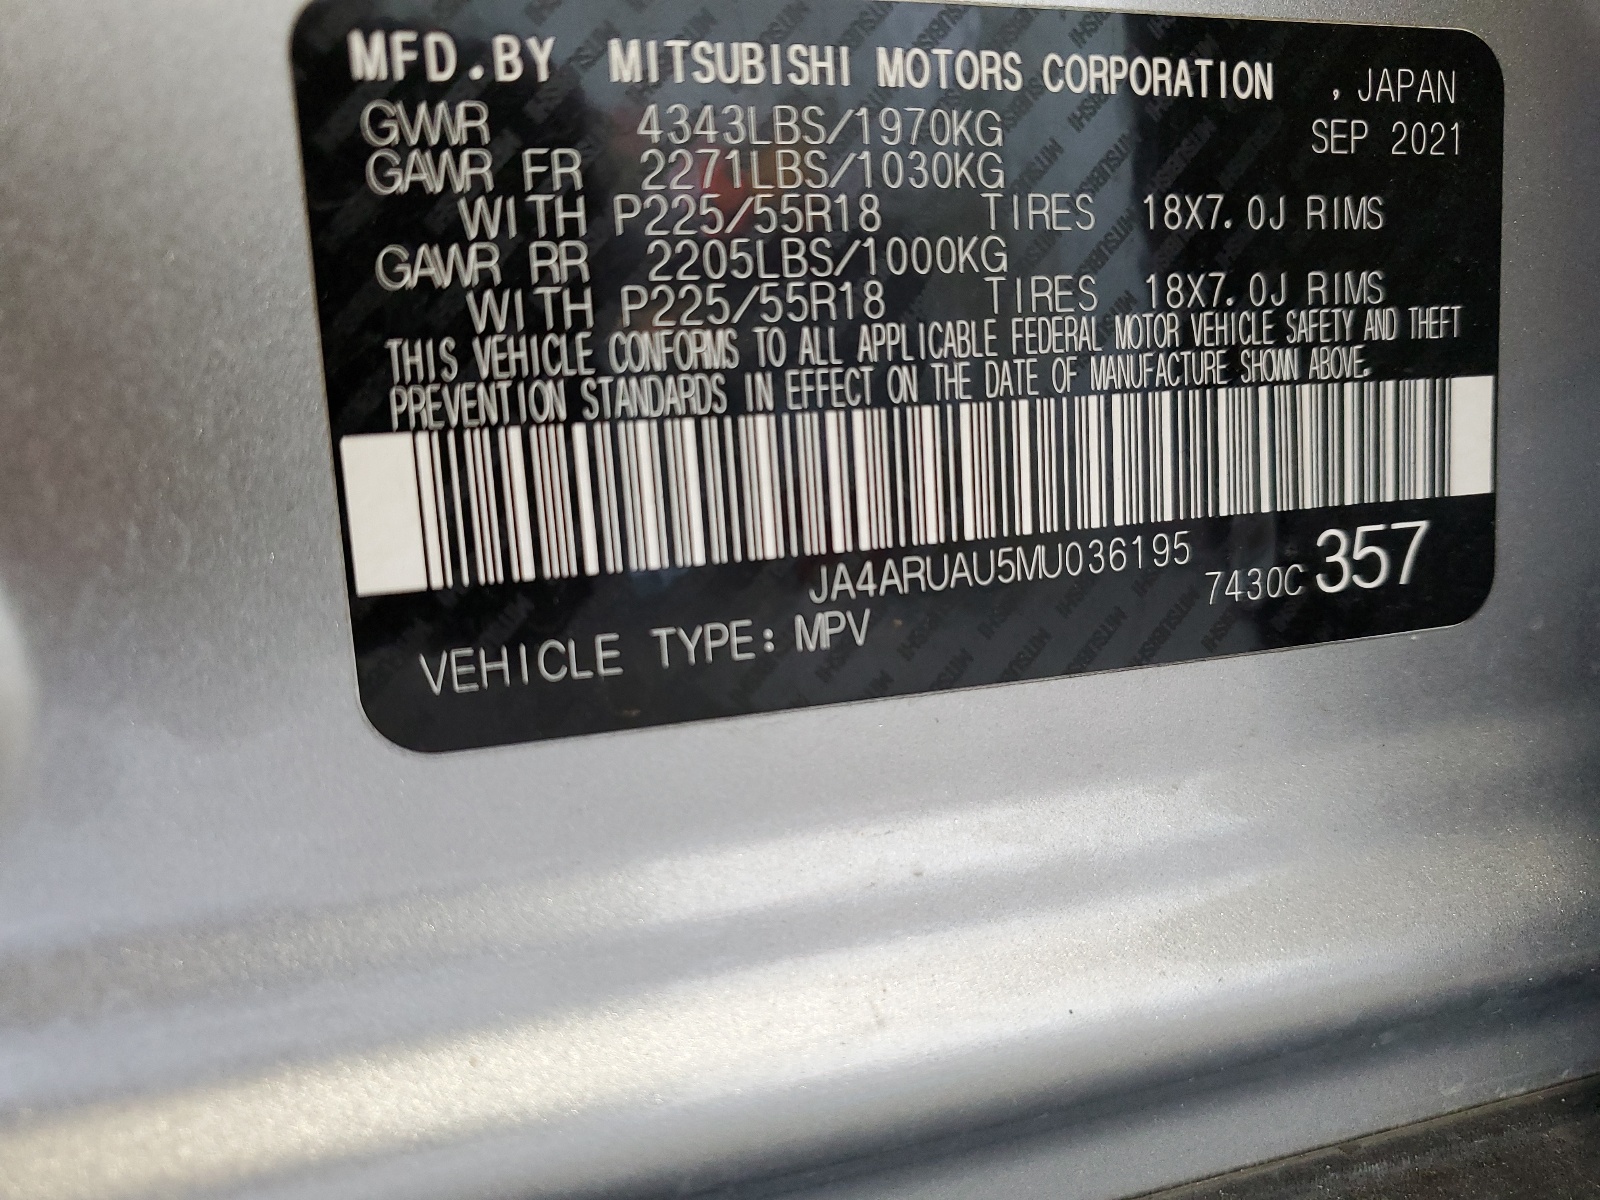 MFD.BY MITSUBISHI MOTORS CORPORATION , JAPAN
GVWR 4343LBS/1970KG SEP 2021
GAWR FR 2271LBS/1030KG
WITH P225/55R18 TIRES 18X7.0J RIMS
GAWR RR 2205LBS/1000KG
WITH P225/55R18 TIRES 18X7.0J RIMS
THIS VEHICLE CONFORMS TO ALL APPLICABLE FEDERAL MOTOR VEHICLE SAFETY AND THEFT
PREVENTION STANDARDS IN EFFECT ON THE DATE OF MANUFACTURE SHOWN ABOVE.
JA4ARUAU5MU036195 7430C 357
VEHICLE TYPE: MPV